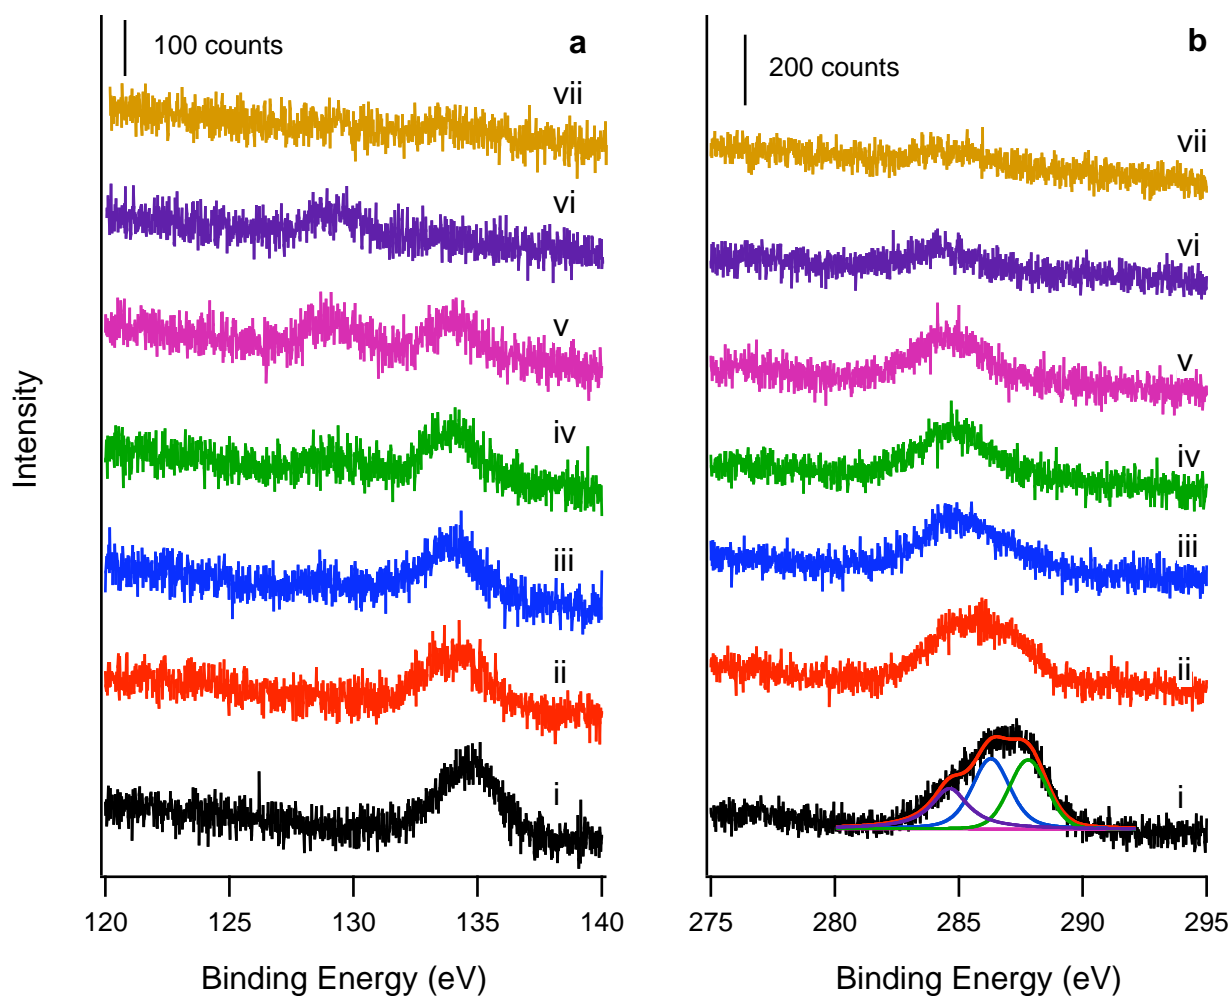 100 counts
a
vii
vi
v
iv
iii
ii
i
Intensity
120
125
130
135
140
Binding Energy (eV)
200 counts
b
vii
vi
v
iv
iii
ii
i
275
280
285
290
295
Binding Energy (eV)